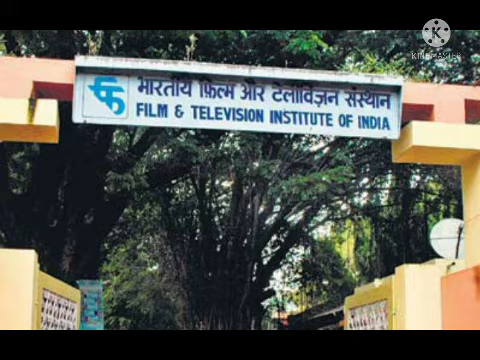 KINEMASTER
भारतीय फ़िल्म और टेलीविज़न संस्थान
FILM & TELEVISION INSTITUTE OF INDIA